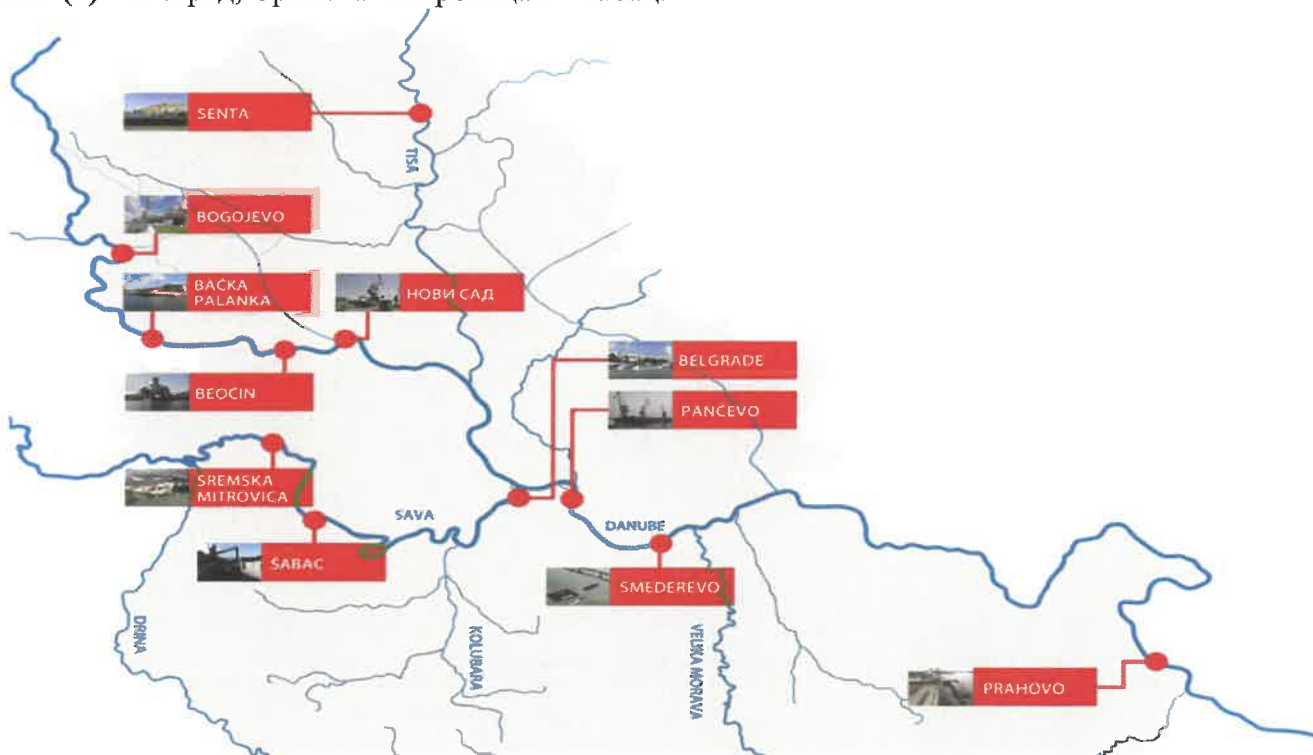 SENTA
TISA
BOGOJEVO
BAČKA
PALANKA
НОВИ САД
BELGRADE
BEOČIN
PANČEVO
SREMSKA
MITROVICA
SAVA
DANUBE
ŠABAC
SMEDEREVO
DRINA
KOLUBARA
VELIKA MORAVA
PRAHOVO